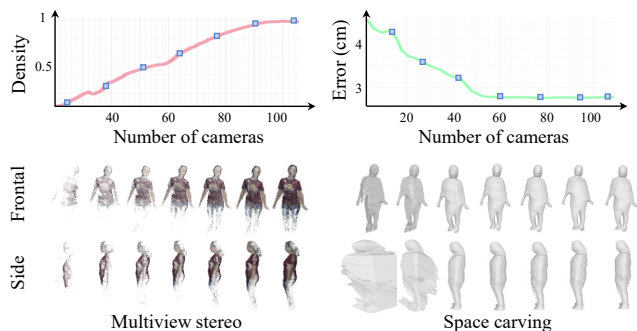 1
0.5
Density
40
60
80
100
Number of cameras
4
3
Error (cm)
20
40
60
80
100
Number of cameras
Frontal
Side
Multiview stereo
Space carving